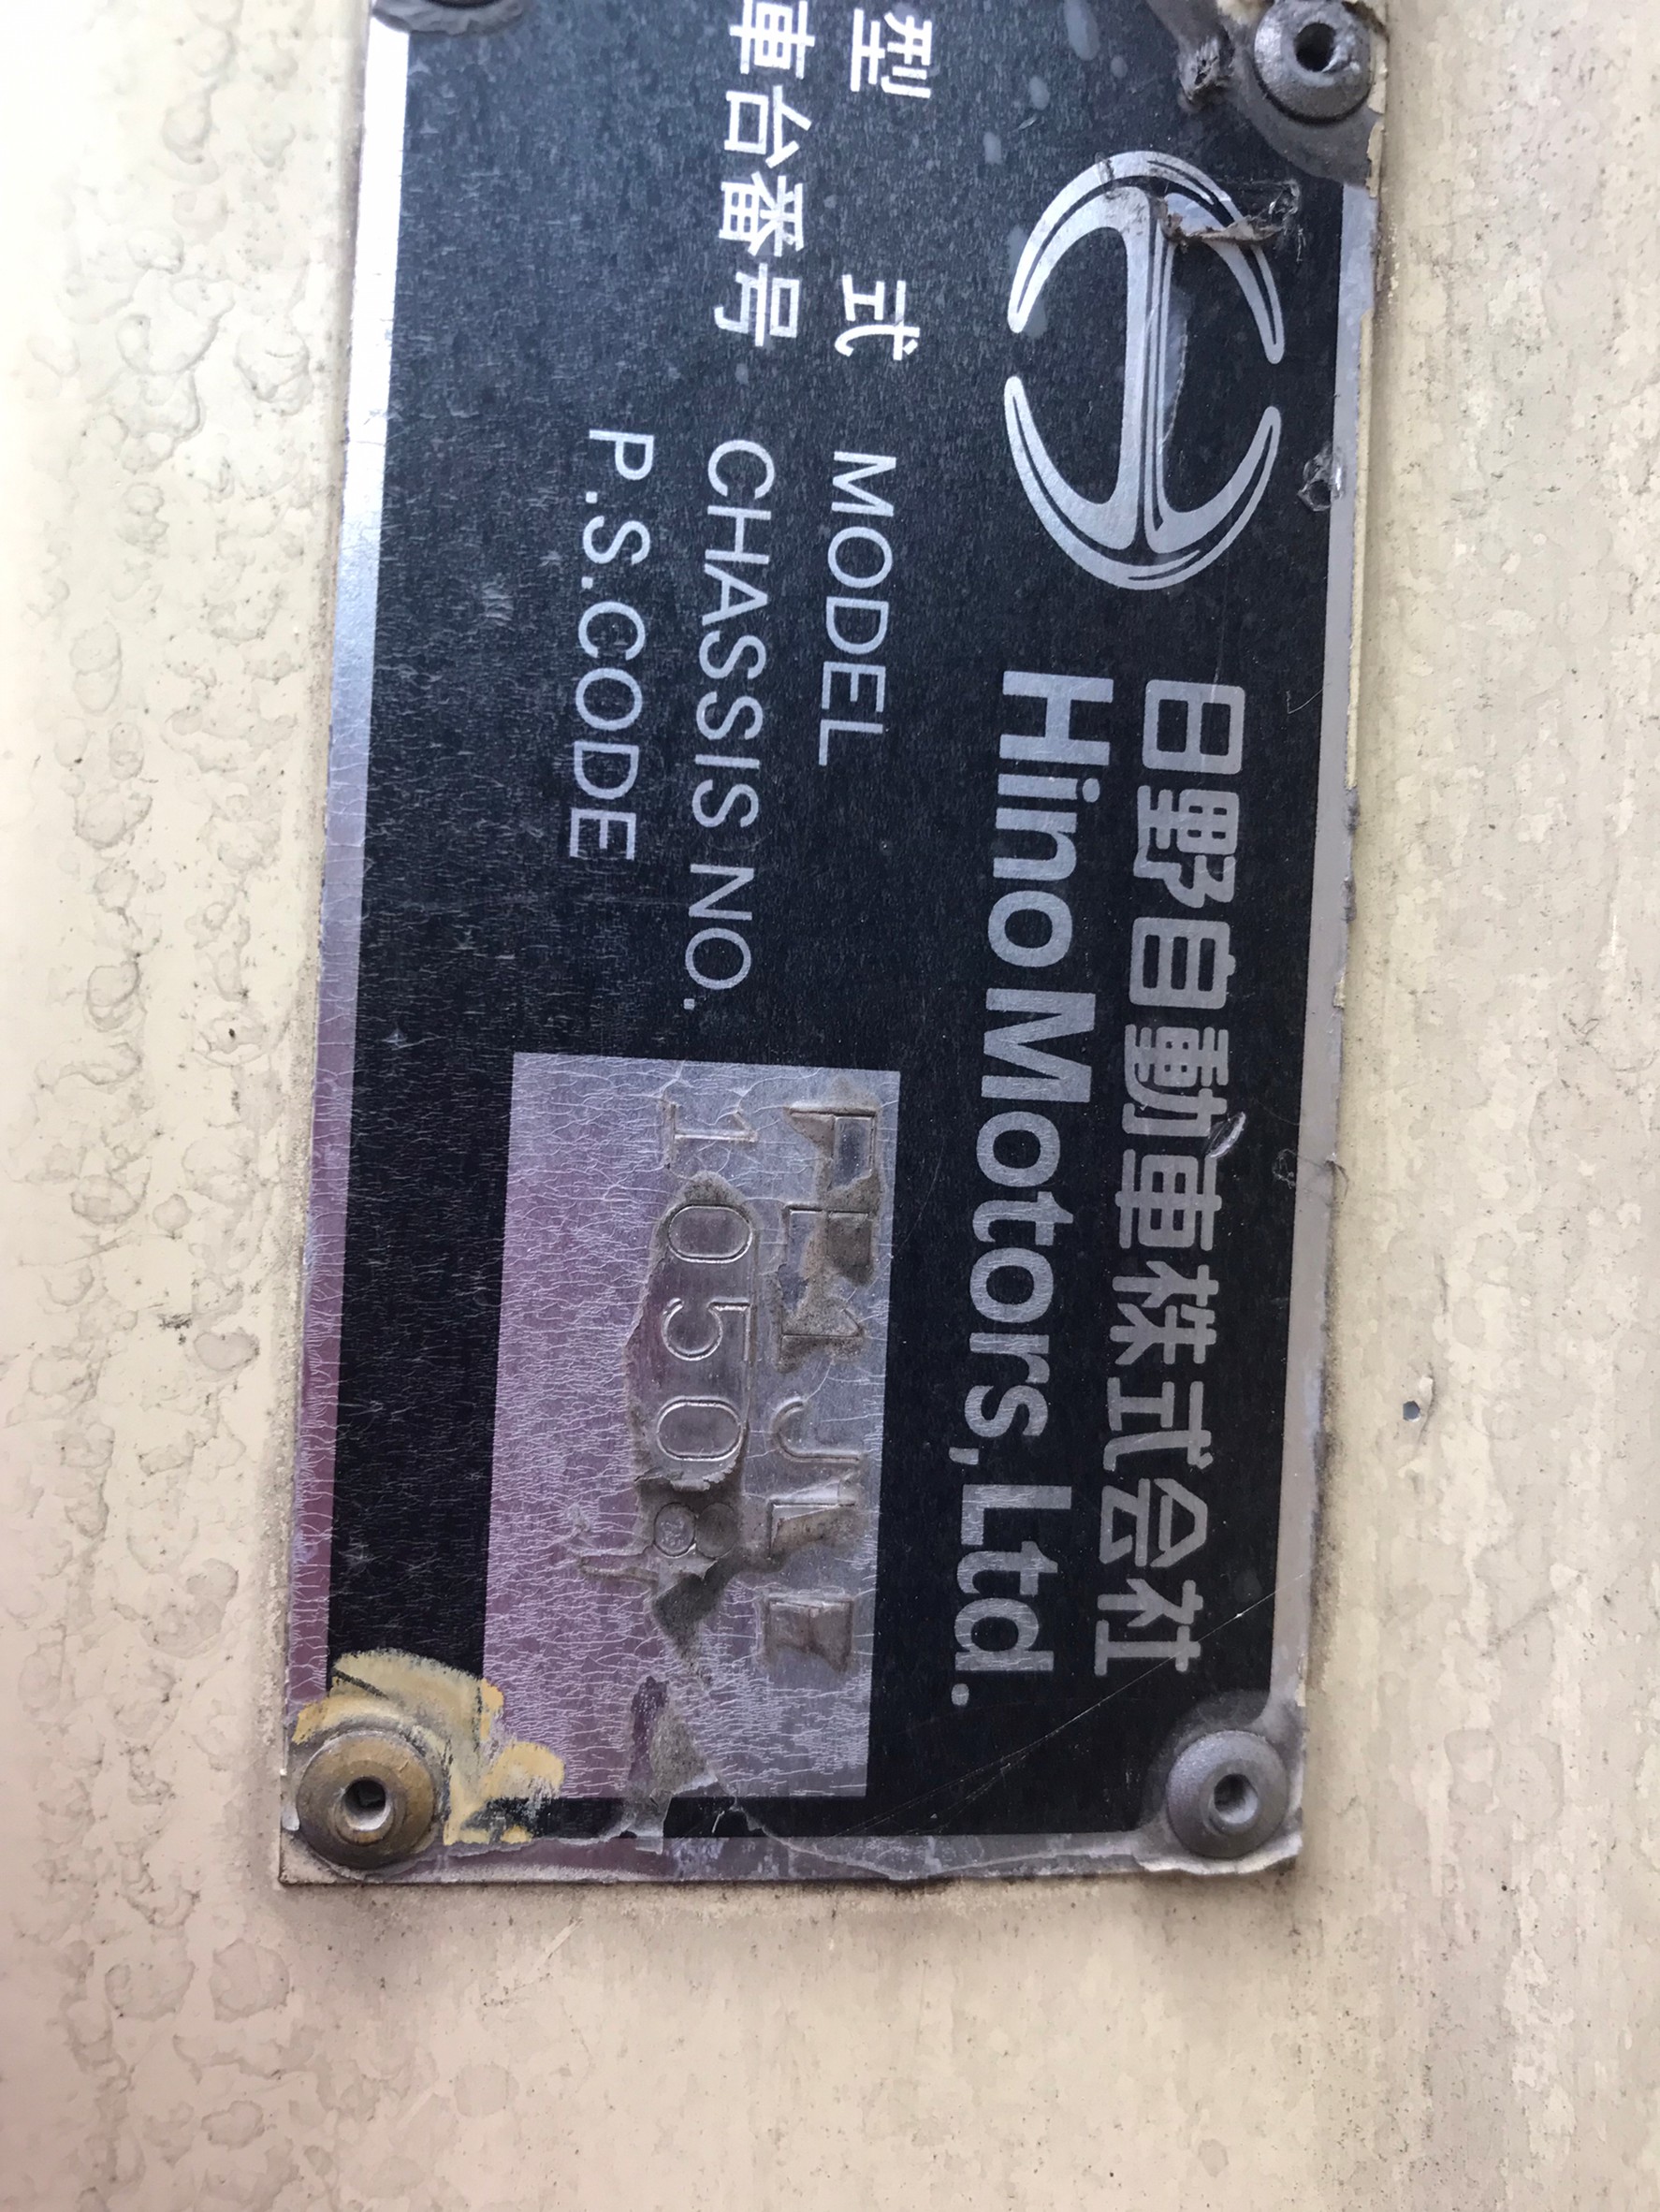 日野自動車株式会社
Hino Motors, Ltd.
型 式 MODEL
車台番号 CHASSIS NO. 10508
P.S.CODE